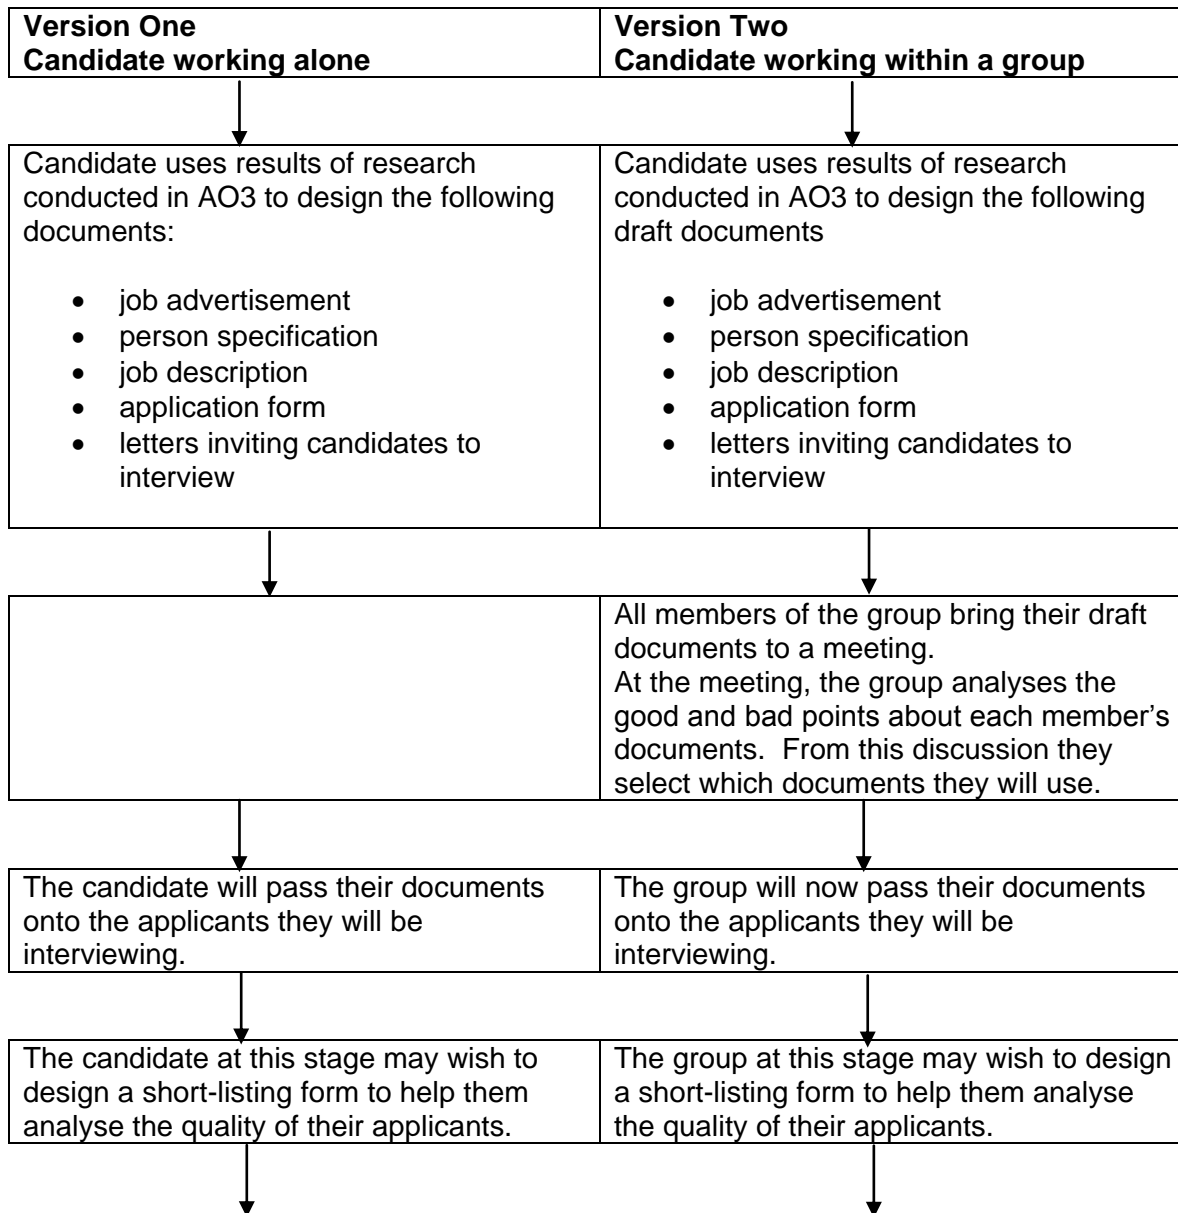 Version One
Candidate working alone
Version Two
Candidate working within a group
Candidate uses results of research
conducted in AO3 to design the following
documents:
• job advertisement
• person specification
• job description
• application form
• letters inviting candidates to
interview
Candidate uses results of research
conducted in AO3 to design the following
draft documents
• job advertisement
• person specification
• job description
• application form
• letters inviting candidates to
interview
All members of the group bring their draft
documents to a meeting.
At the meeting, the group analyses the
good and bad points about each member’s
documents.  From this discussion they
select which documents they will use.
The candidate will pass their documents
onto the applicants they will be
interviewing.
The group will now pass their documents
onto the applicants they will be
interviewing.
The candidate at this stage may wish to
design a short-listing form to help them
analyse the quality of their applicants.
The group at this stage may wish to design
a short-listing form to help them analyse
the quality of their applicants.